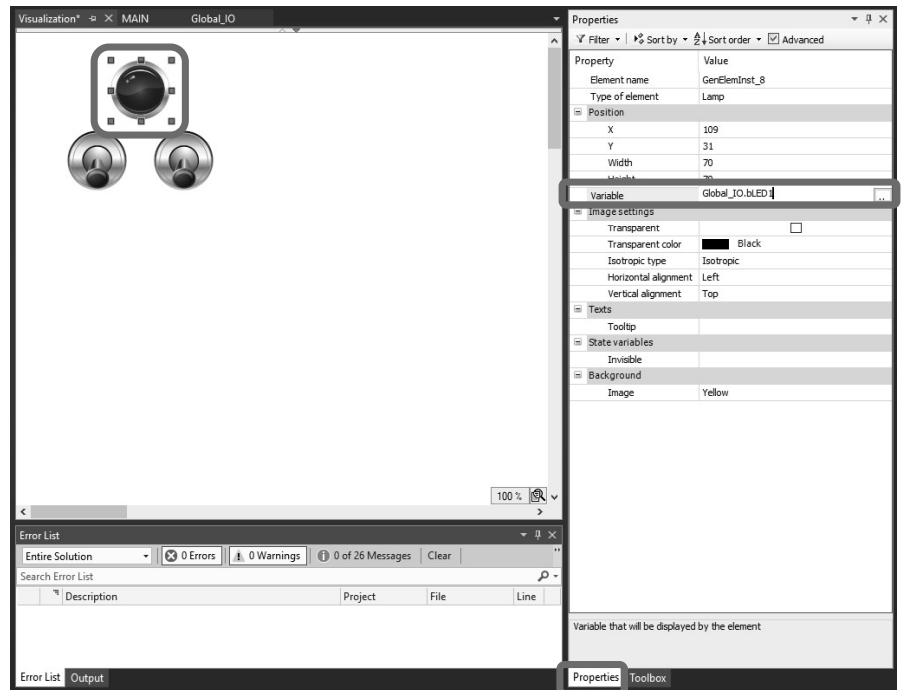 Visualization* MAIN Global_IO
100 %
Error List
Entire Solution 0 Errors 0 Warnings 0 of 26 Messages Clear
Search Error List
Description Project File Line
Error List Output
Properties
Filter Sort by Sort order Advanced
Property Value
Element name GenElemInst_8
Type of element Lamp
Position
X 109
Y 31
Width 70
Height 70
Variable Global_IO.bLED1 ..
Image settings
Transparent
Transparent color Black
Isotropic type Isotropic
Horizontal alignment Left
Vertical alignment Top
Texts
Tooltip
State variables
Invisible
Background
Image Yellow
Variable that will be displayed by the element
Properties Toolbox